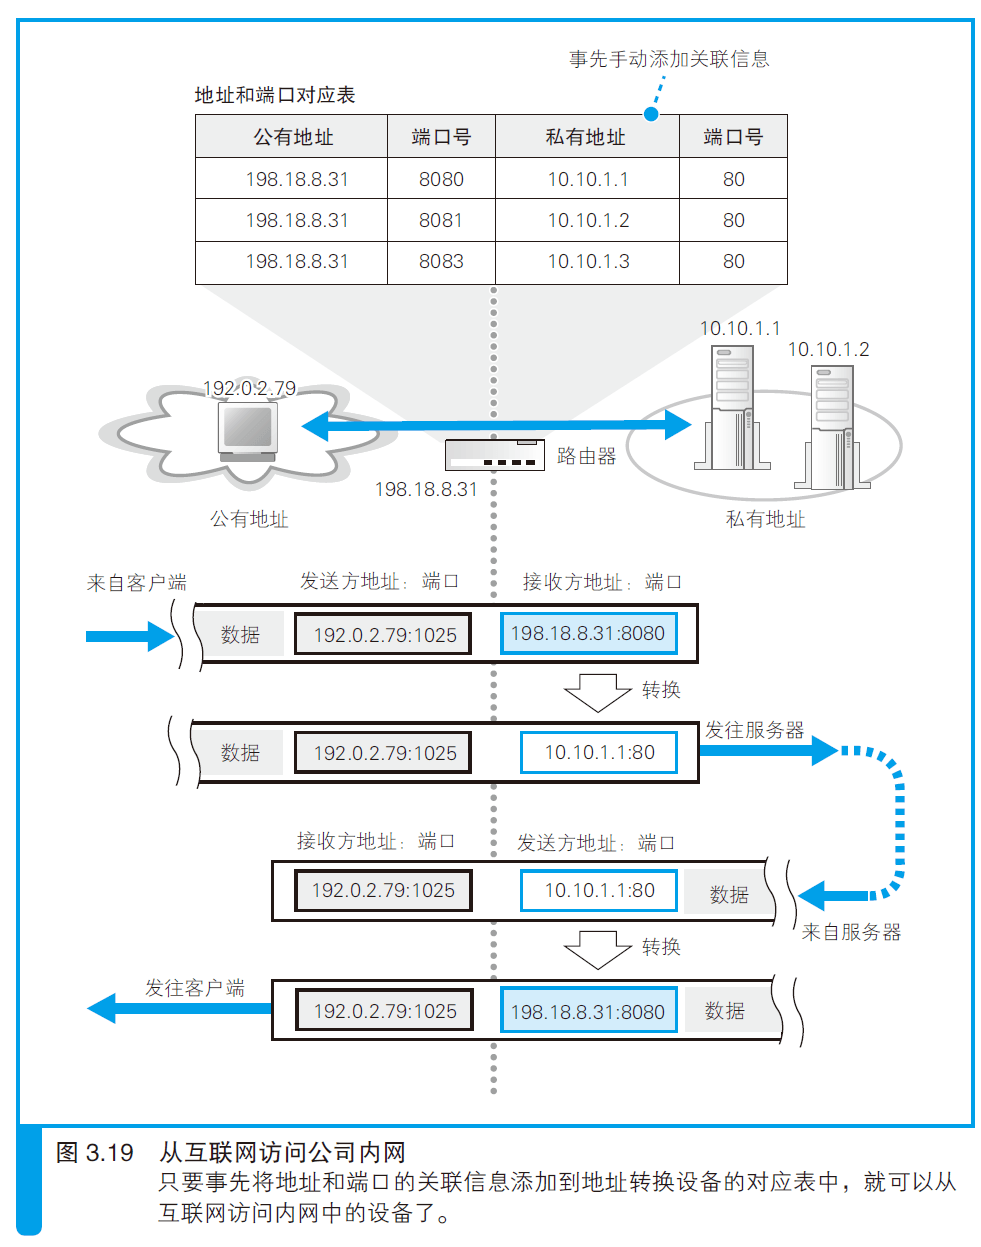 事先手动添加关联信息
地址和端口对应表
公有地址 端口号 私有地址 端口号
198.18.8.31 8080 10.10.1.1 80
198.18.8.31 8081 10.10.1.2 80
198.18.8.31 8083 10.10.1.3 80
10.10.1.1
10.10.1.2
192.0.2.79
路由器
198.18.8.31
公有地址
私有地址
来自客户端
发送方地址：端口
接收方地址：端口
数据 192.0.2.79:1025 198.18.8.31:8080
转换
发往服务器
数据 192.0.2.79:1025 10.10.1.1:80
接收方地址：端口
发送方地址：端口
192.0.2.79:1025 10.10.1.1:80 数据
来自服务器
转换
发往客户端
192.0.2.79:1025 198.18.8.31:8080 数据
图 3.19 从互联网访问公司内网
只要事先将地址和端口的关联信息添加到地址转换设备的对应表中，就可以从
互联网访问内网中的设备了。